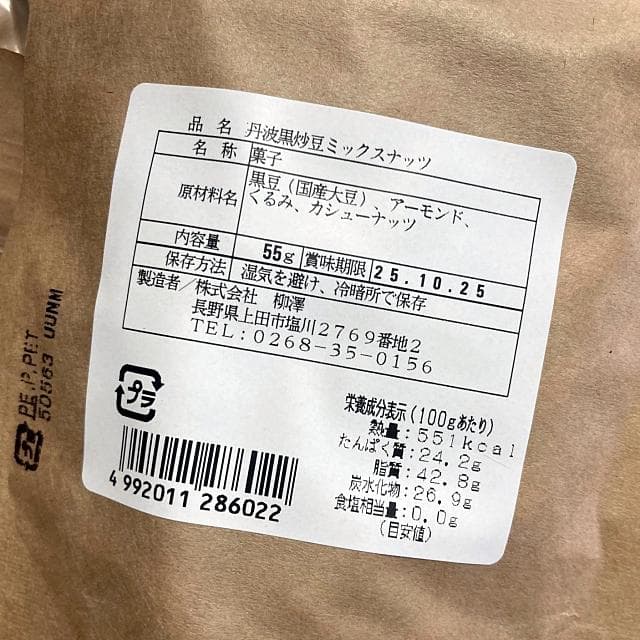 品名 丹波黒炒豆ミックスナッツ
名称 菓子
原材料名 黒豆(国産大豆)、アーモンド、
くるみ、カシューナッツ
内容量 55g 賞味期限 25.10.25
保存方法 湿気を避け、冷暗所で保存
製造者/株式会社 柳澤
長野県上田市塩川2769番地2
TEL:0268-35-0156
プラ
栄養成分表示(100gあたり)
熱量:551kcal
たんぱく質:24.2g
脂質:42.8g
炭水化物:26.9g
食塩相当量:0.0g
(目安値)
4 992011 286022
プラ
PE,P,PET
50563 UUNM